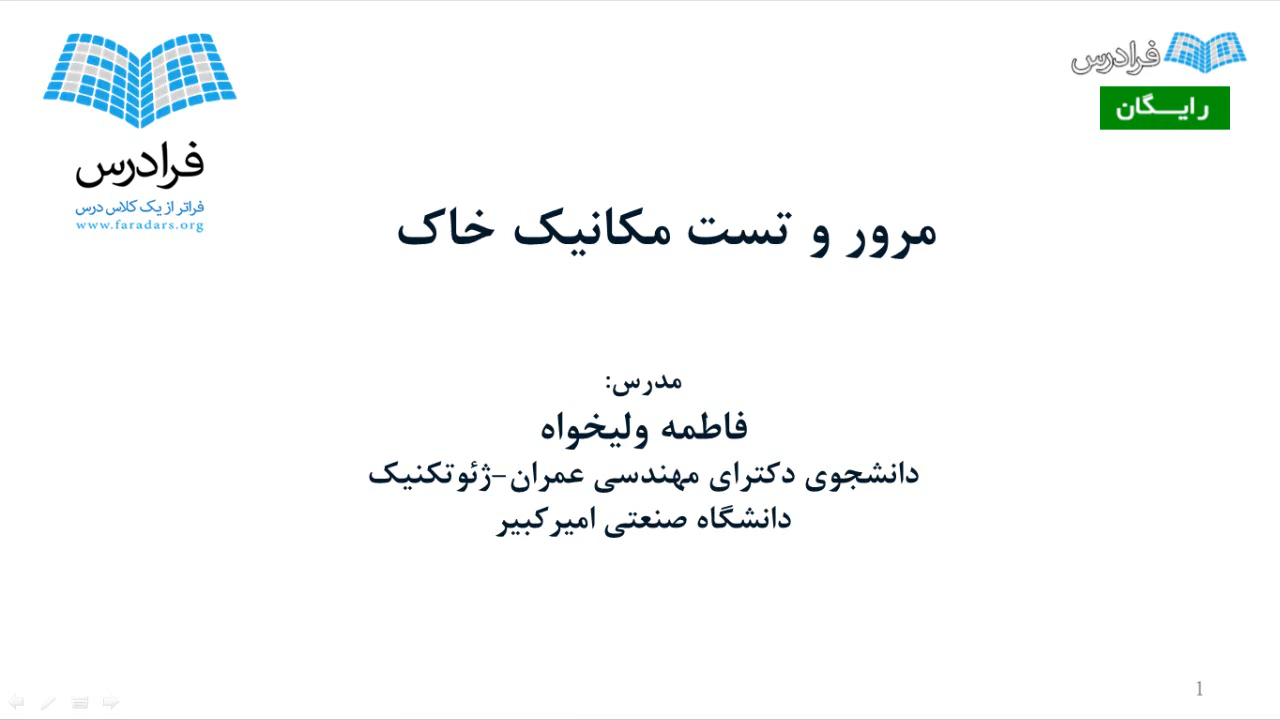 فرادرس
رایگان
فرادرس
فراتر از یک کلاس درس
www.faradars.org
مرور و تست مکانیک خاک
مدرس:
فاطمه ولیخواه
دانشجوی دکترای مهندسی عمران-ژئوتکنیک
دانشگاه صنعتی امیرکبیر
1